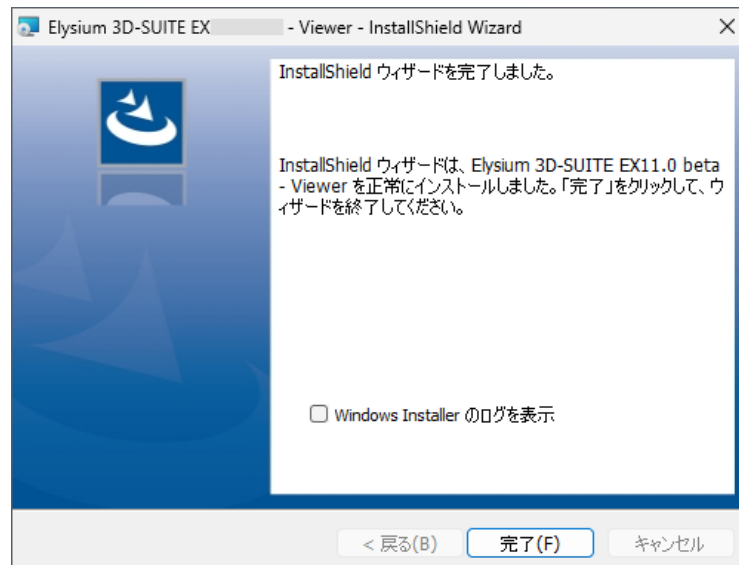 Elysium 3D-SUITE EX - Viewer - InstallShield Wizard
InstallShield ウィザードを完了しました。
InstallShield ウィザードは、Elysium 3D-SUITE EX11.0 beta
- Viewer を正常にインストールしました。「完了」をクリックして、ウ
ィザードを終了してください。
Windows Installer のログを表示
< 戻る(B)
完了(F)
キャンセル